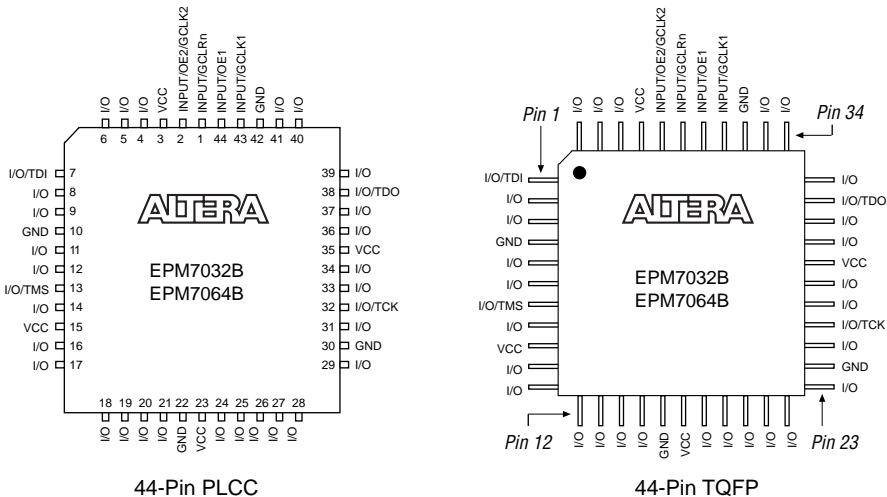 I/O I/O I/O VCC INPUT/OE2/GCLK2 INPUT/GCLRn INPUT/OE1 INPUT/GCLK1 GND I/O I/O
6 5 4 3 2 1 44 43 42 41 40
I/O/TDI 7
I/O 8
I/O 9
GND 10
I/O 11
I/O 12
I/O/TMS 13
I/O 14
VCC 15
I/O 16
I/O 17
ALTERA
EPM7032B
EPM7064B
39 I/O
38 I/O/TDO
37 I/O
36 I/O
35 VCC
34 I/O
33 I/O
32 I/O/TCK
31 I/O
30 GND
29 I/O
18 19 20 21 22 23 24 25 26 27 28
I/O I/O I/O I/O GND VCC I/O I/O I/O I/O I/O
44-Pin PLCC
I/O I/O I/O VCC INPUT/OE2/GCLK2 INPUT/GCLRn INPUT/OE1 INPUT/GCLK1 GND I/O I/O
Pin 1
Pin 34
I/O/TDI
I/O
I/O
GND
I/O
I/O
I/O/TMS
I/O
VCC
I/O
I/O
ALTERA
EPM7032B
EPM7064B
I/O
I/O/TDO
I/O
I/O
VCC
I/O
I/O
I/O/TCK
I/O
GND
I/O
Pin 12
Pin 23
I/O I/O I/O I/O GND VCC I/O I/O I/O I/O I/O
44-Pin TQFP